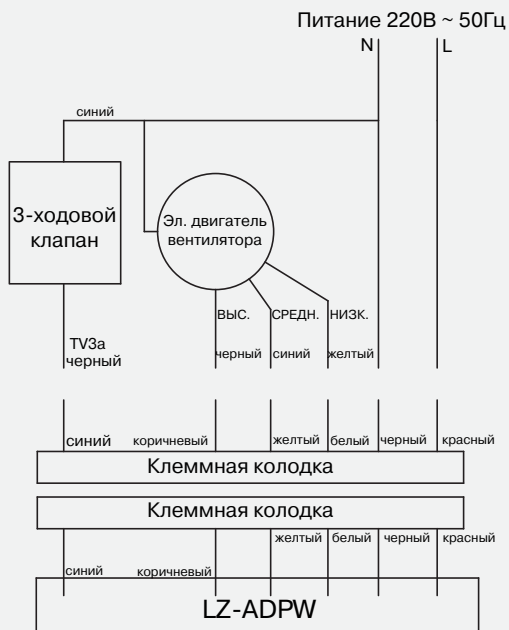 Питание 220В ~ 50Гц
N
L
синий
3-ходовой
клапан
Эл. двигатель
вентилятора
ВЫС.
СРЕДН.
НИЗК.
TV3a
черный
черный
синий
желтый
синий
коричневый
желтый
белый
черный
красный
Клеммная колодка
Клеммная колодка
желтый
белый
черный
красный
синий
коричневый
LZ-ADPW